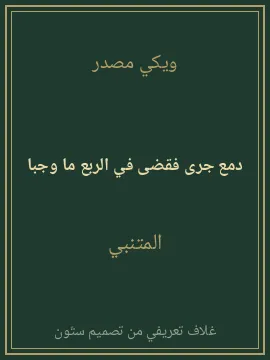 ويكي مصدر
دمع جرى فقضى في الربع ما وجبا
المتنبي
غلاف تعريفي من تصميم سثون